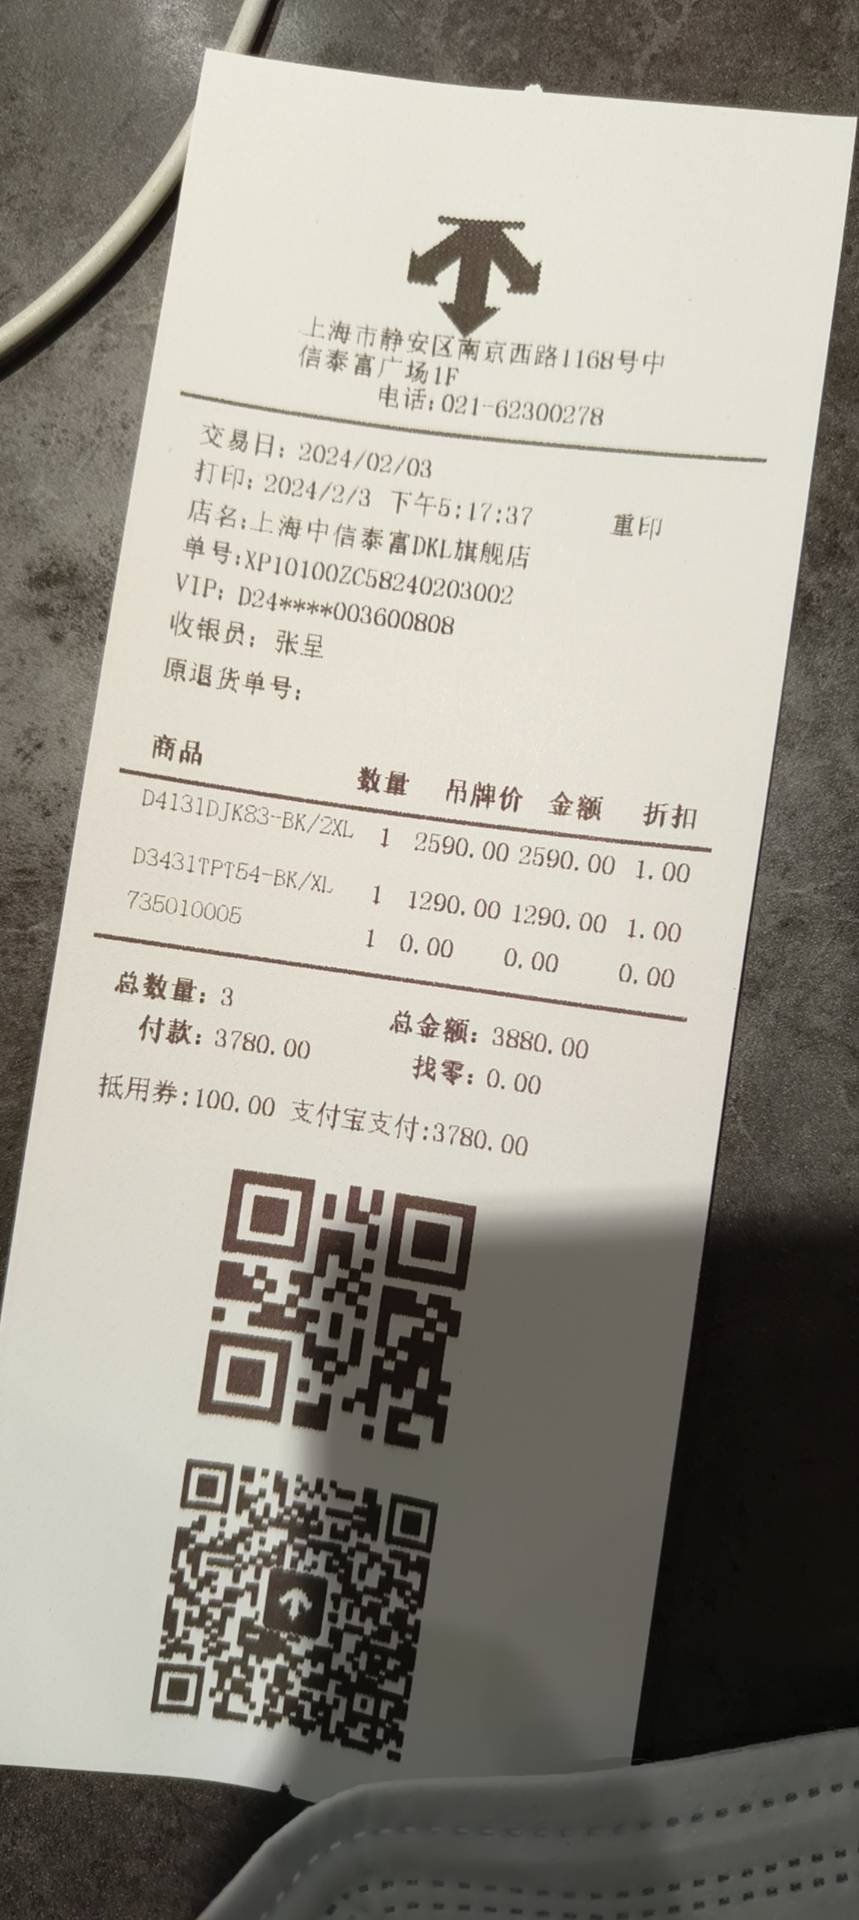 上海市静安区南京西路1168号中
信泰富广场1F
电话:021-62300278
交易日: 2024/02/03
打印: 2024/2/3 下午5:17:37 重印
店名:上海中信泰富DKL旗舰店
单号:XP10100ZC58240203002
VIP: D24****003600808
收银员: 张呈
原退货单号:
商品 数量 吊牌价 金额 折扣
D4131DJK83-BK/2XL 1 2590.00 2590.00 1.00
D3431TPT54-BK/XL 1 1290.00 1290.00 1.00
735010005 1 0.00 0.00 0.00
总数量: 3 总金额: 3880.00
付款: 3780.00 找零: 0.00
抵用券:100.00 支付宝支付:3780.00